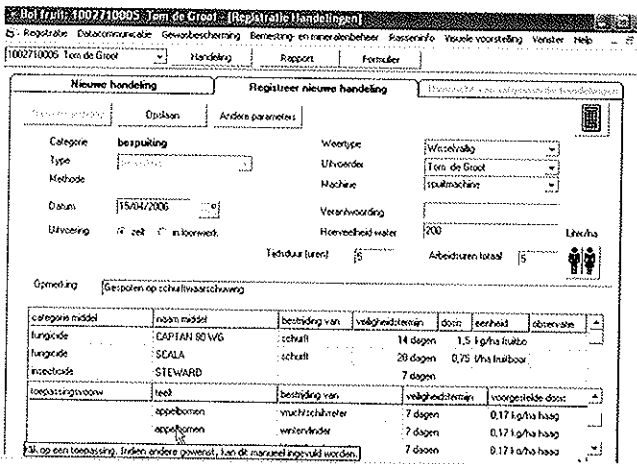 Bol fruit: 1002710005 Tom de Groot - [Registratie Handelingen]
Registratie Datacommunicatie Gewasbescherming Bemesting- en mineralenbeheer Rasseninfo Visuele voorstelling Venster Help
1002710005 Tom de Groot Handeling Rapport Formulier
Nieuwe handeling Registreer nieuwe handeling Overzicht van
Opslaan Andere parameters
Categorie bespuiting Weertype Wisselvallig
Type Uitvoerder Tom de Groot
Methode Machine spuitmachine
Datum 15/04/2006 Verantwoording
Uitvoering zelf in loonwerk Hoeveelheid water 200 Liter/ha
Tijdsduur (uren) 5 Arbeidsuren totaal 5
Opmerking Gespoten op schurftwaarschuwing
categorie middel naam middel bestrijding van veiligheidstermijn dosis eenheid observatie
fungicide CAPTAN 80 WG schurft 14 dagen 1,5 kg/ha fruitbo
fungicide SCALA schurft 28 dagen 0,75 l/ha fruitboor
insecticide STEWARD 7 dagen
toepassingsvoorw teelt bestrijding van veiligheidstermijn voorgestelde dosis
appelbomen vruchtschilvreter 7 dagen 0,17 kg/ha haag
appelbomen wintervlinder 7 dagen 0,17 kg/ha haag
7 dagen 0.17 kg/ha haag
Klik op een toepassing. Indien andere gewenst, kan dit manueel ingevuld worden.